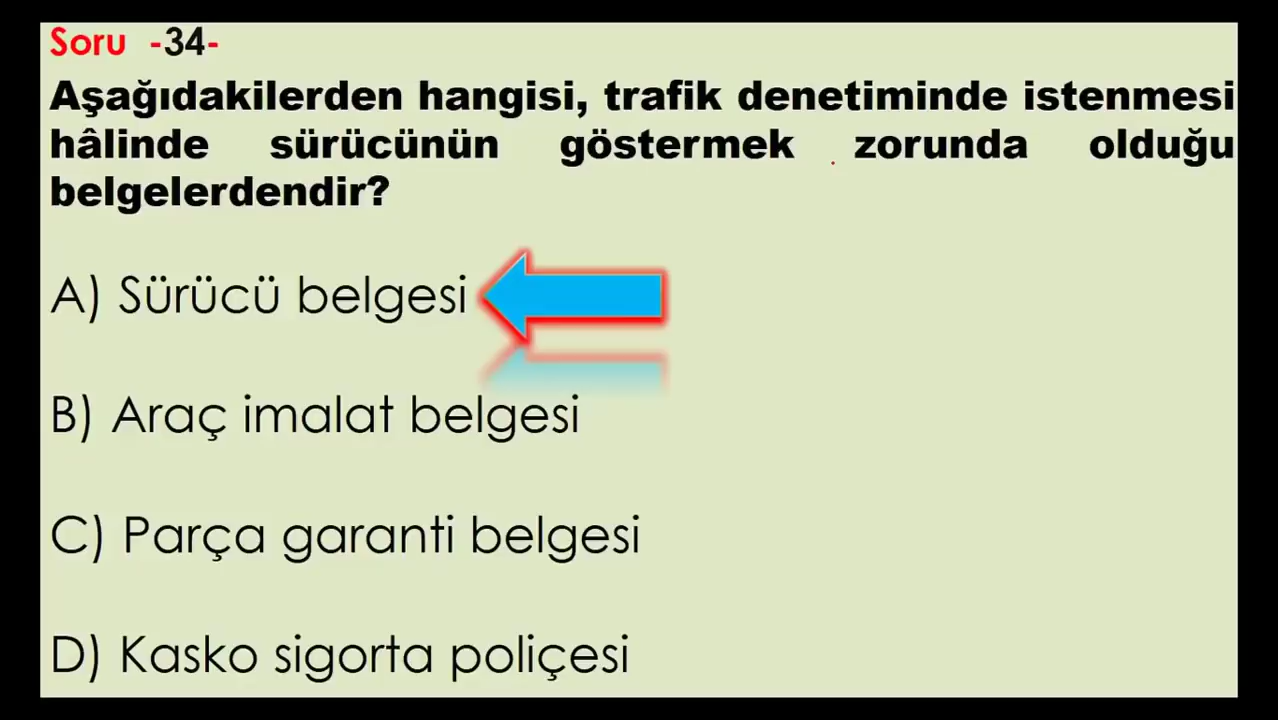 Soru -34-
Aşağıdakilerden hangisi, trafik denetiminde istenmesi
hâlinde sürücünün göstermek zorunda olduğu
belgelerdendir?
A) Sürücü belgesi
B) Araç imalat belgesi
C) Parça garanti belgesi
D) Kasko sigorta poliçesi